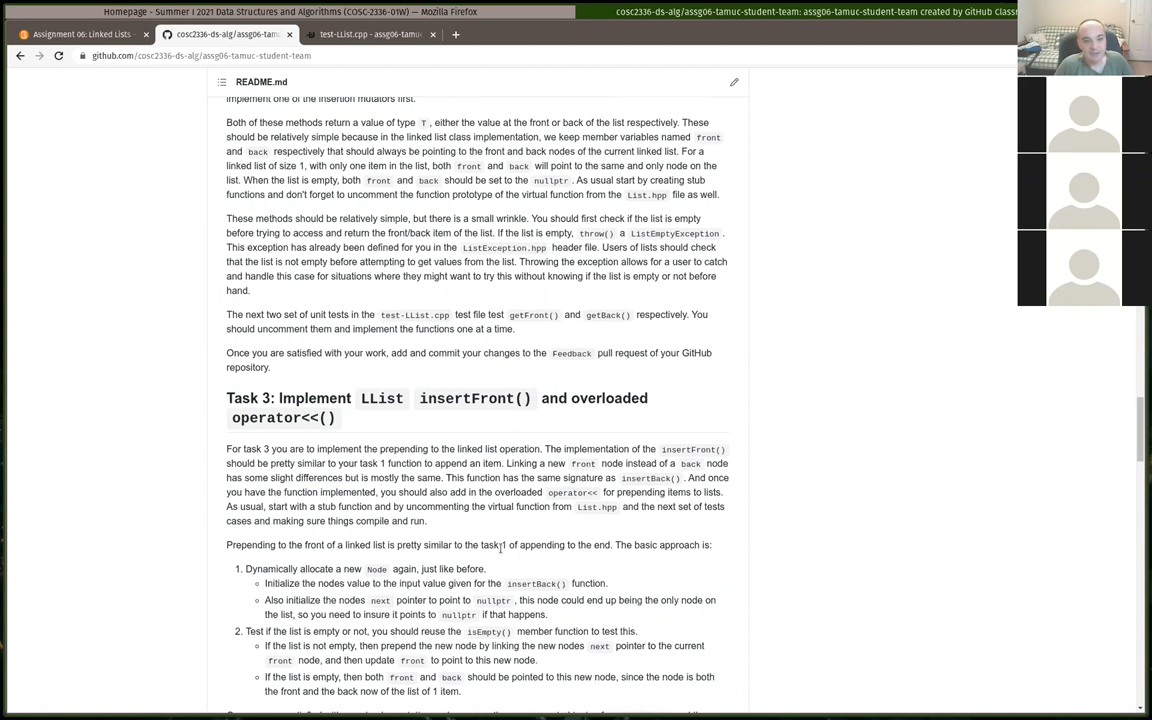 Homepage - Summer I 2021 Data Structures and Algorithms (COSC-2336-01W) — Mozilla Firefox
cosc2336-ds-alg/assg06-tamuc-student-team: assg06-tamuc-student-team created by GitHub Classr
Assignment 06: Linked Lists
cosc2336-ds-alg/assg06-tamu
test-LList.cpp - assg06-tamuc
github.com/cosc2336-ds-alg/assg06-tamuc-student-team
README.md
implement one of the insertion mutators first.
Both of these methods return a value of type T, either the value at the front or back of the list respectively. These
should be relatively simple because in the linked list class implementation, we keep member variables named front
and back respectively that should always be pointing to the front and back nodes of the current linked list. For a
linked list of size 1, with only one item in the list, both front and back will point to the same and only node on the
list. When the list is empty, both front and back should be set to the nullptr. As usual start by creating stub
functions and don't forget to uncomment the function prototype of the virtual function from the List.hpp file as well.
These methods should be relatively simple, but there is a small wrinkle. You should first check if the list is empty
before trying to access and return the front/back item of the list. If the list is empty, throw() a ListEmptyException.
This exception has already been defined for you in the ListException.hpp header file. Users of lists should check
that the list is not empty before attempting to get values from the list. Throwing the exception allows for a user to catch
and handle this case for situations where they might want to try this without knowing if the list is empty or not before
hand.
The next two set of unit tests in the test-LList.cpp test file test getFront() and getBack() respectively. You
should uncomment them and implement the functions one at a time.
Once you are satisfied with your work, add and commit your changes to the Feedback pull request of your GitHub
repository.
Task 3: Implement LList insertFront() and overloaded
operator<<()
For task 3 you are to implement the prepending to the linked list operation. The implementation of the insertFront()
should be pretty similar to your task 1 function to append an item. Linking a new front node instead of a back node
has some slight differences but is mostly the same. This function has the same signature as insertBack(). And once
you have the function implemented, you should also add in the overloaded operator<< for prepending items to lists.
As usual, start with a stub function and by uncommenting the virtual function from List.hpp and the next set of tests
cases and making sure things compile and run.
Prepending to the front of a linked list is pretty similar to the task 1 of appending to the end. The basic approach is:
1. Dynamically allocate a new Node again, just like before.
Initialize the nodes value to the input value given for the insertBack() function.
Also initialize the nodes next pointer to point to nullptr, this node could end up being the only node on
the list, so you need to insure it points to nullptr if that happens.
2. Test if the list is empty or not, you should reuse the isEmpty() member function to test this.
If the list is not empty, then prepend the new node by linking the new nodes next pointer to the current
front node, and then update front to point to this new node.
If the list is empty, then both front and back should be pointed to this new node, since the node is both
the front and the back now of the list of 1 item.